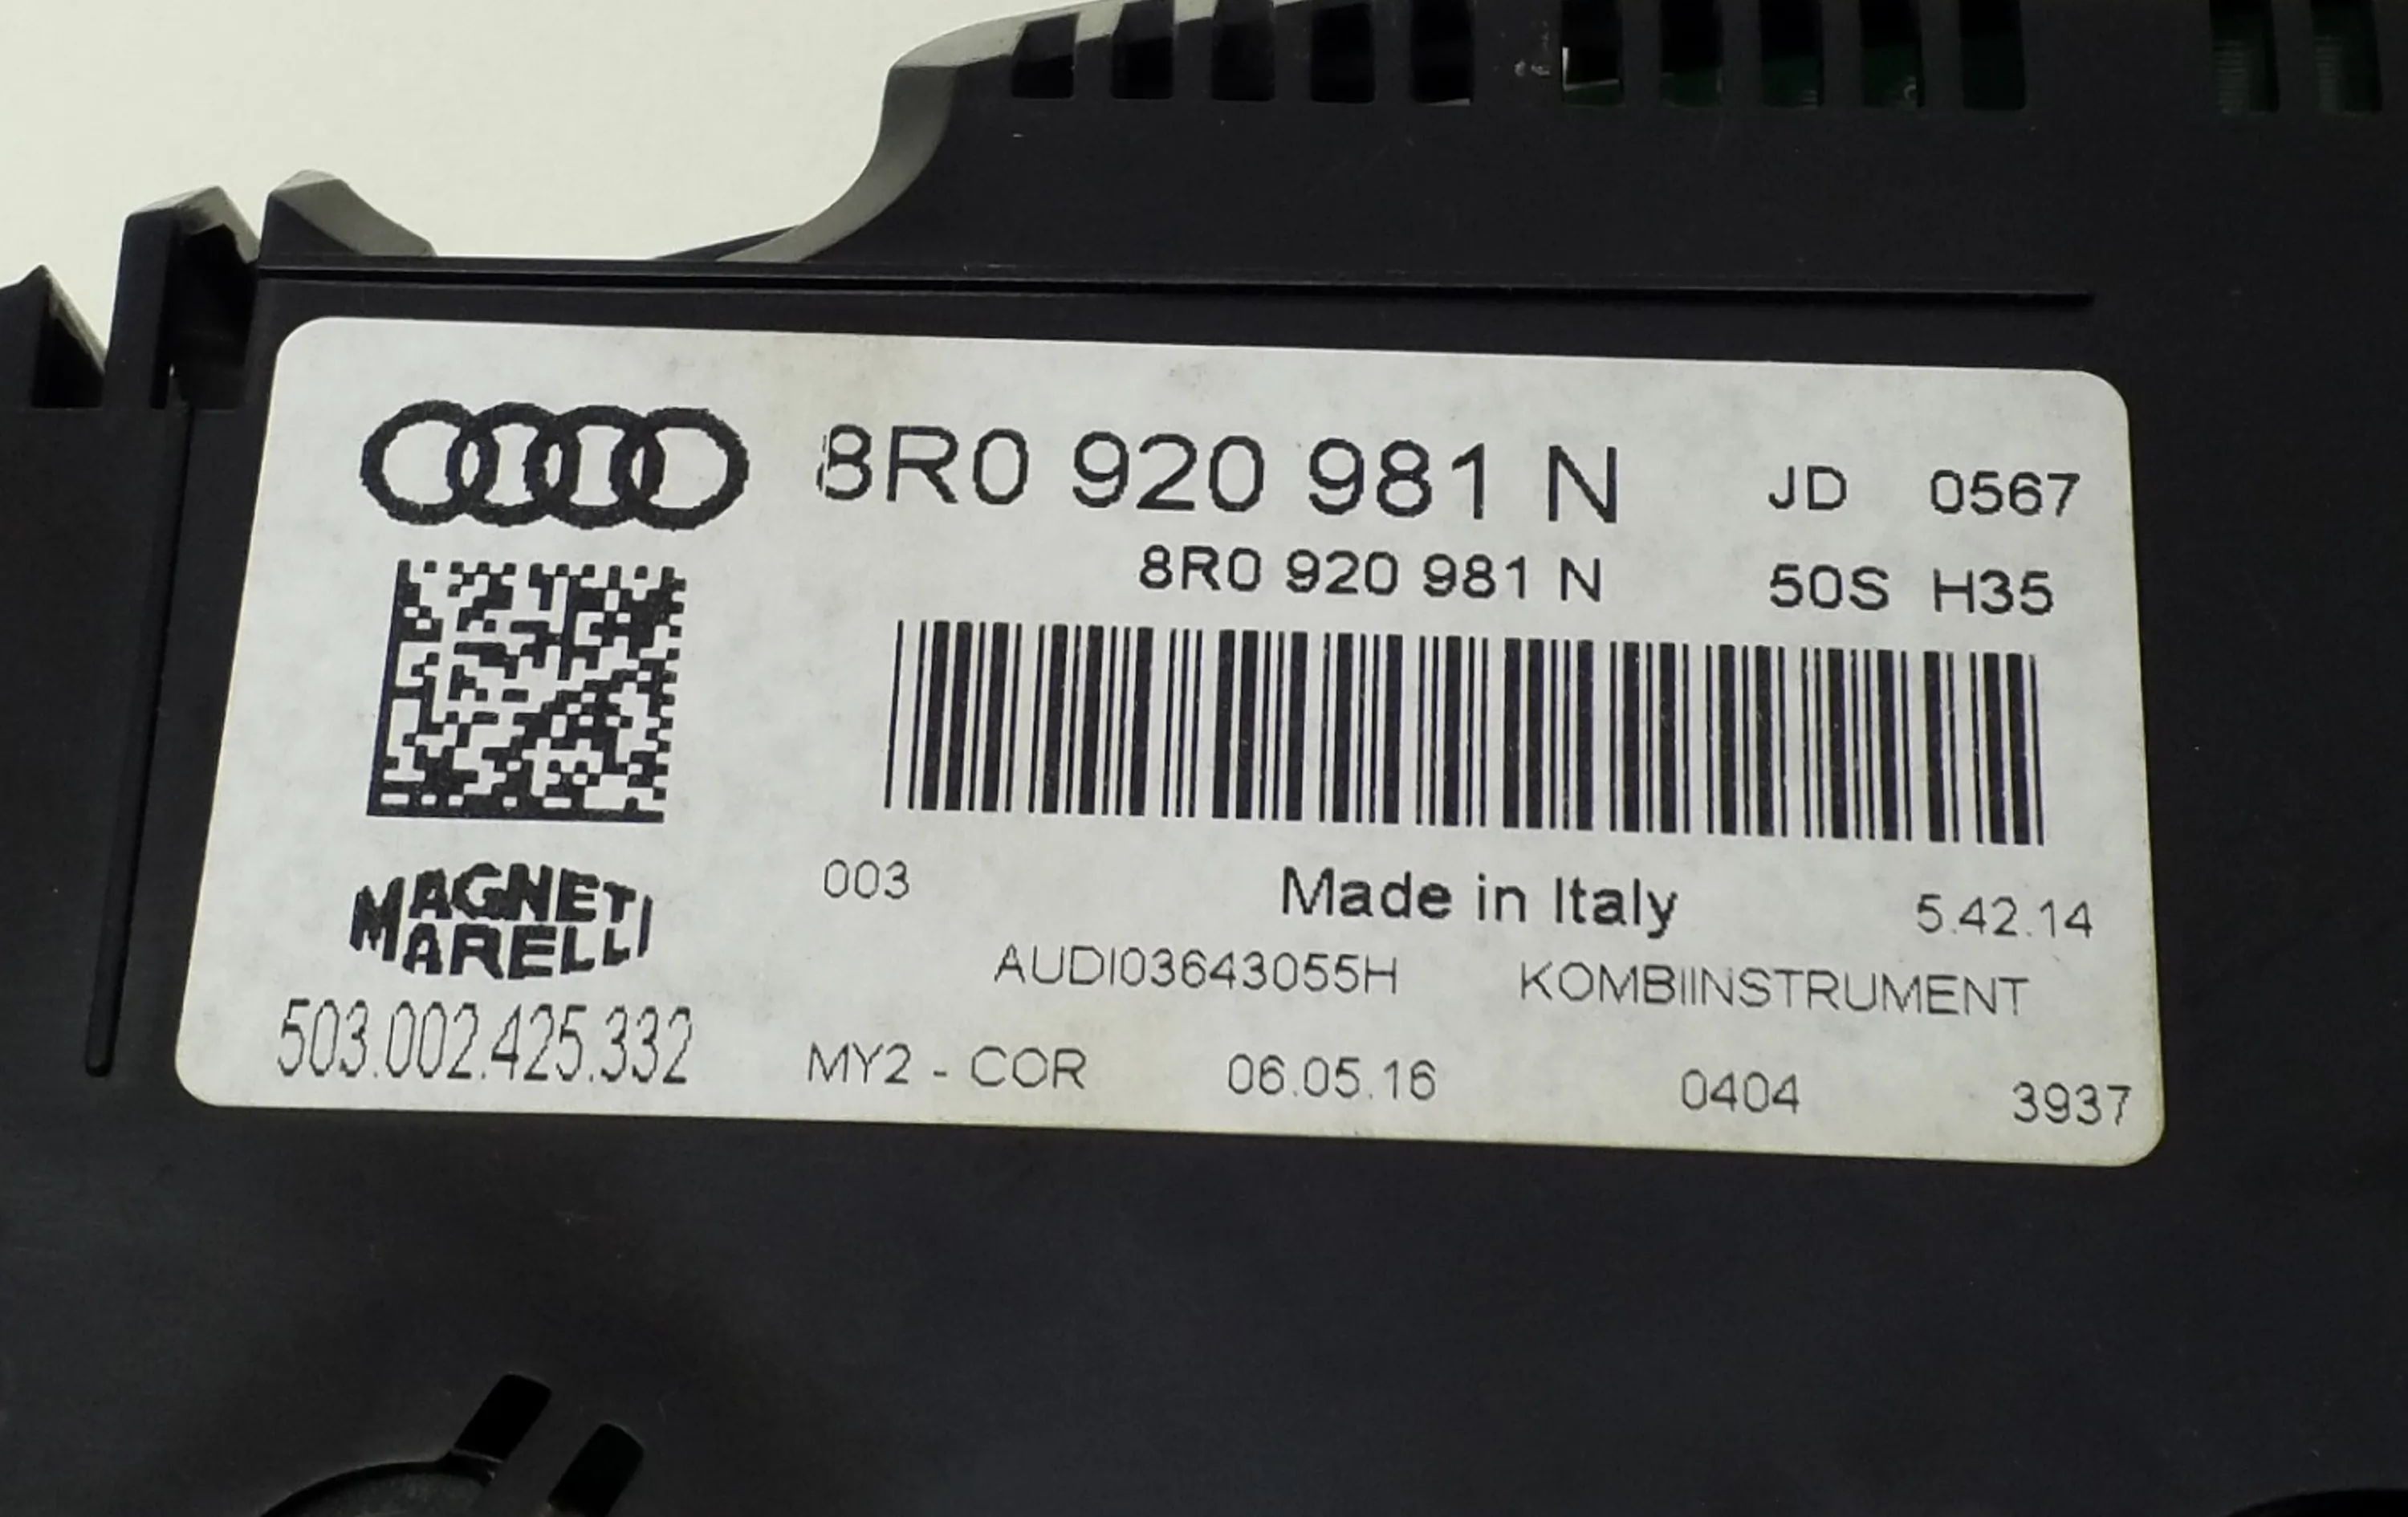 8R0 920 981 N JD 0567
8R0 920 981 N 50S H35
003 Made in Italy 5.42.14
MAGNETI
MARELLI
AUDI03643055H KOMBIINSTRUMENT
503.002.425.332 MY2 - COR 06.05.16 0404 3937